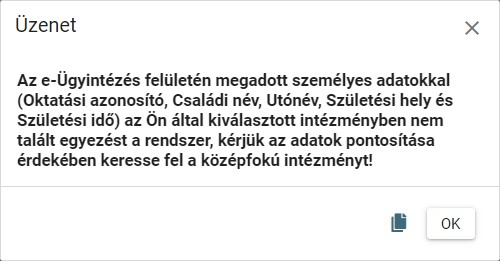 Üzenet
Az e-Ügyintézés felületén megadott személyes adatokkal
(Oktatási azonosító, Családi név, Utónév, Születési hely és
Születési idő) az Ön által kiválasztott intézményben nem
talált egyezést a rendszer, kérjük az adatok pontosítása
érdekében keresse fel a középfokú intézményt!
OK